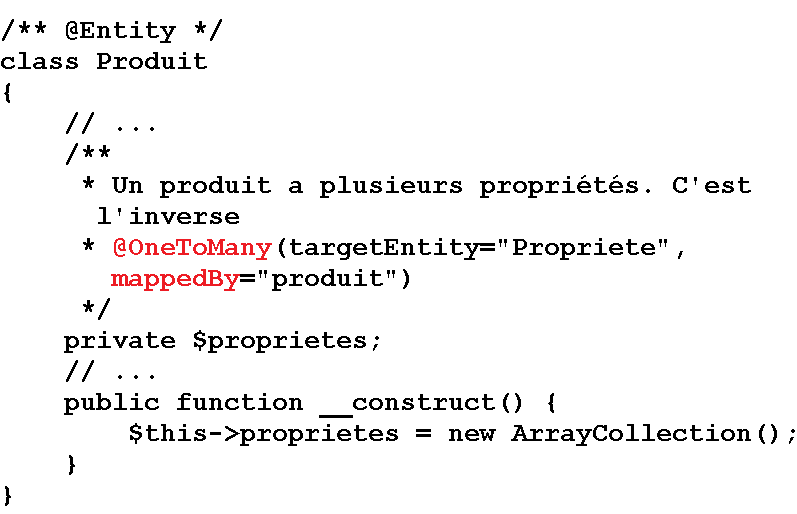 /** @Entity */
class Produit
{
    // ...
    /**
     * Un produit a plusieurs propriétés. C'est
      l'inverse
     * @OneToMany(targetEntity="Propriete",
       mappedBy="produit")
     */
    private $proprietes;
    // ...
    public function __construct() {
        $this->proprietes = new ArrayCollection();
    }
}